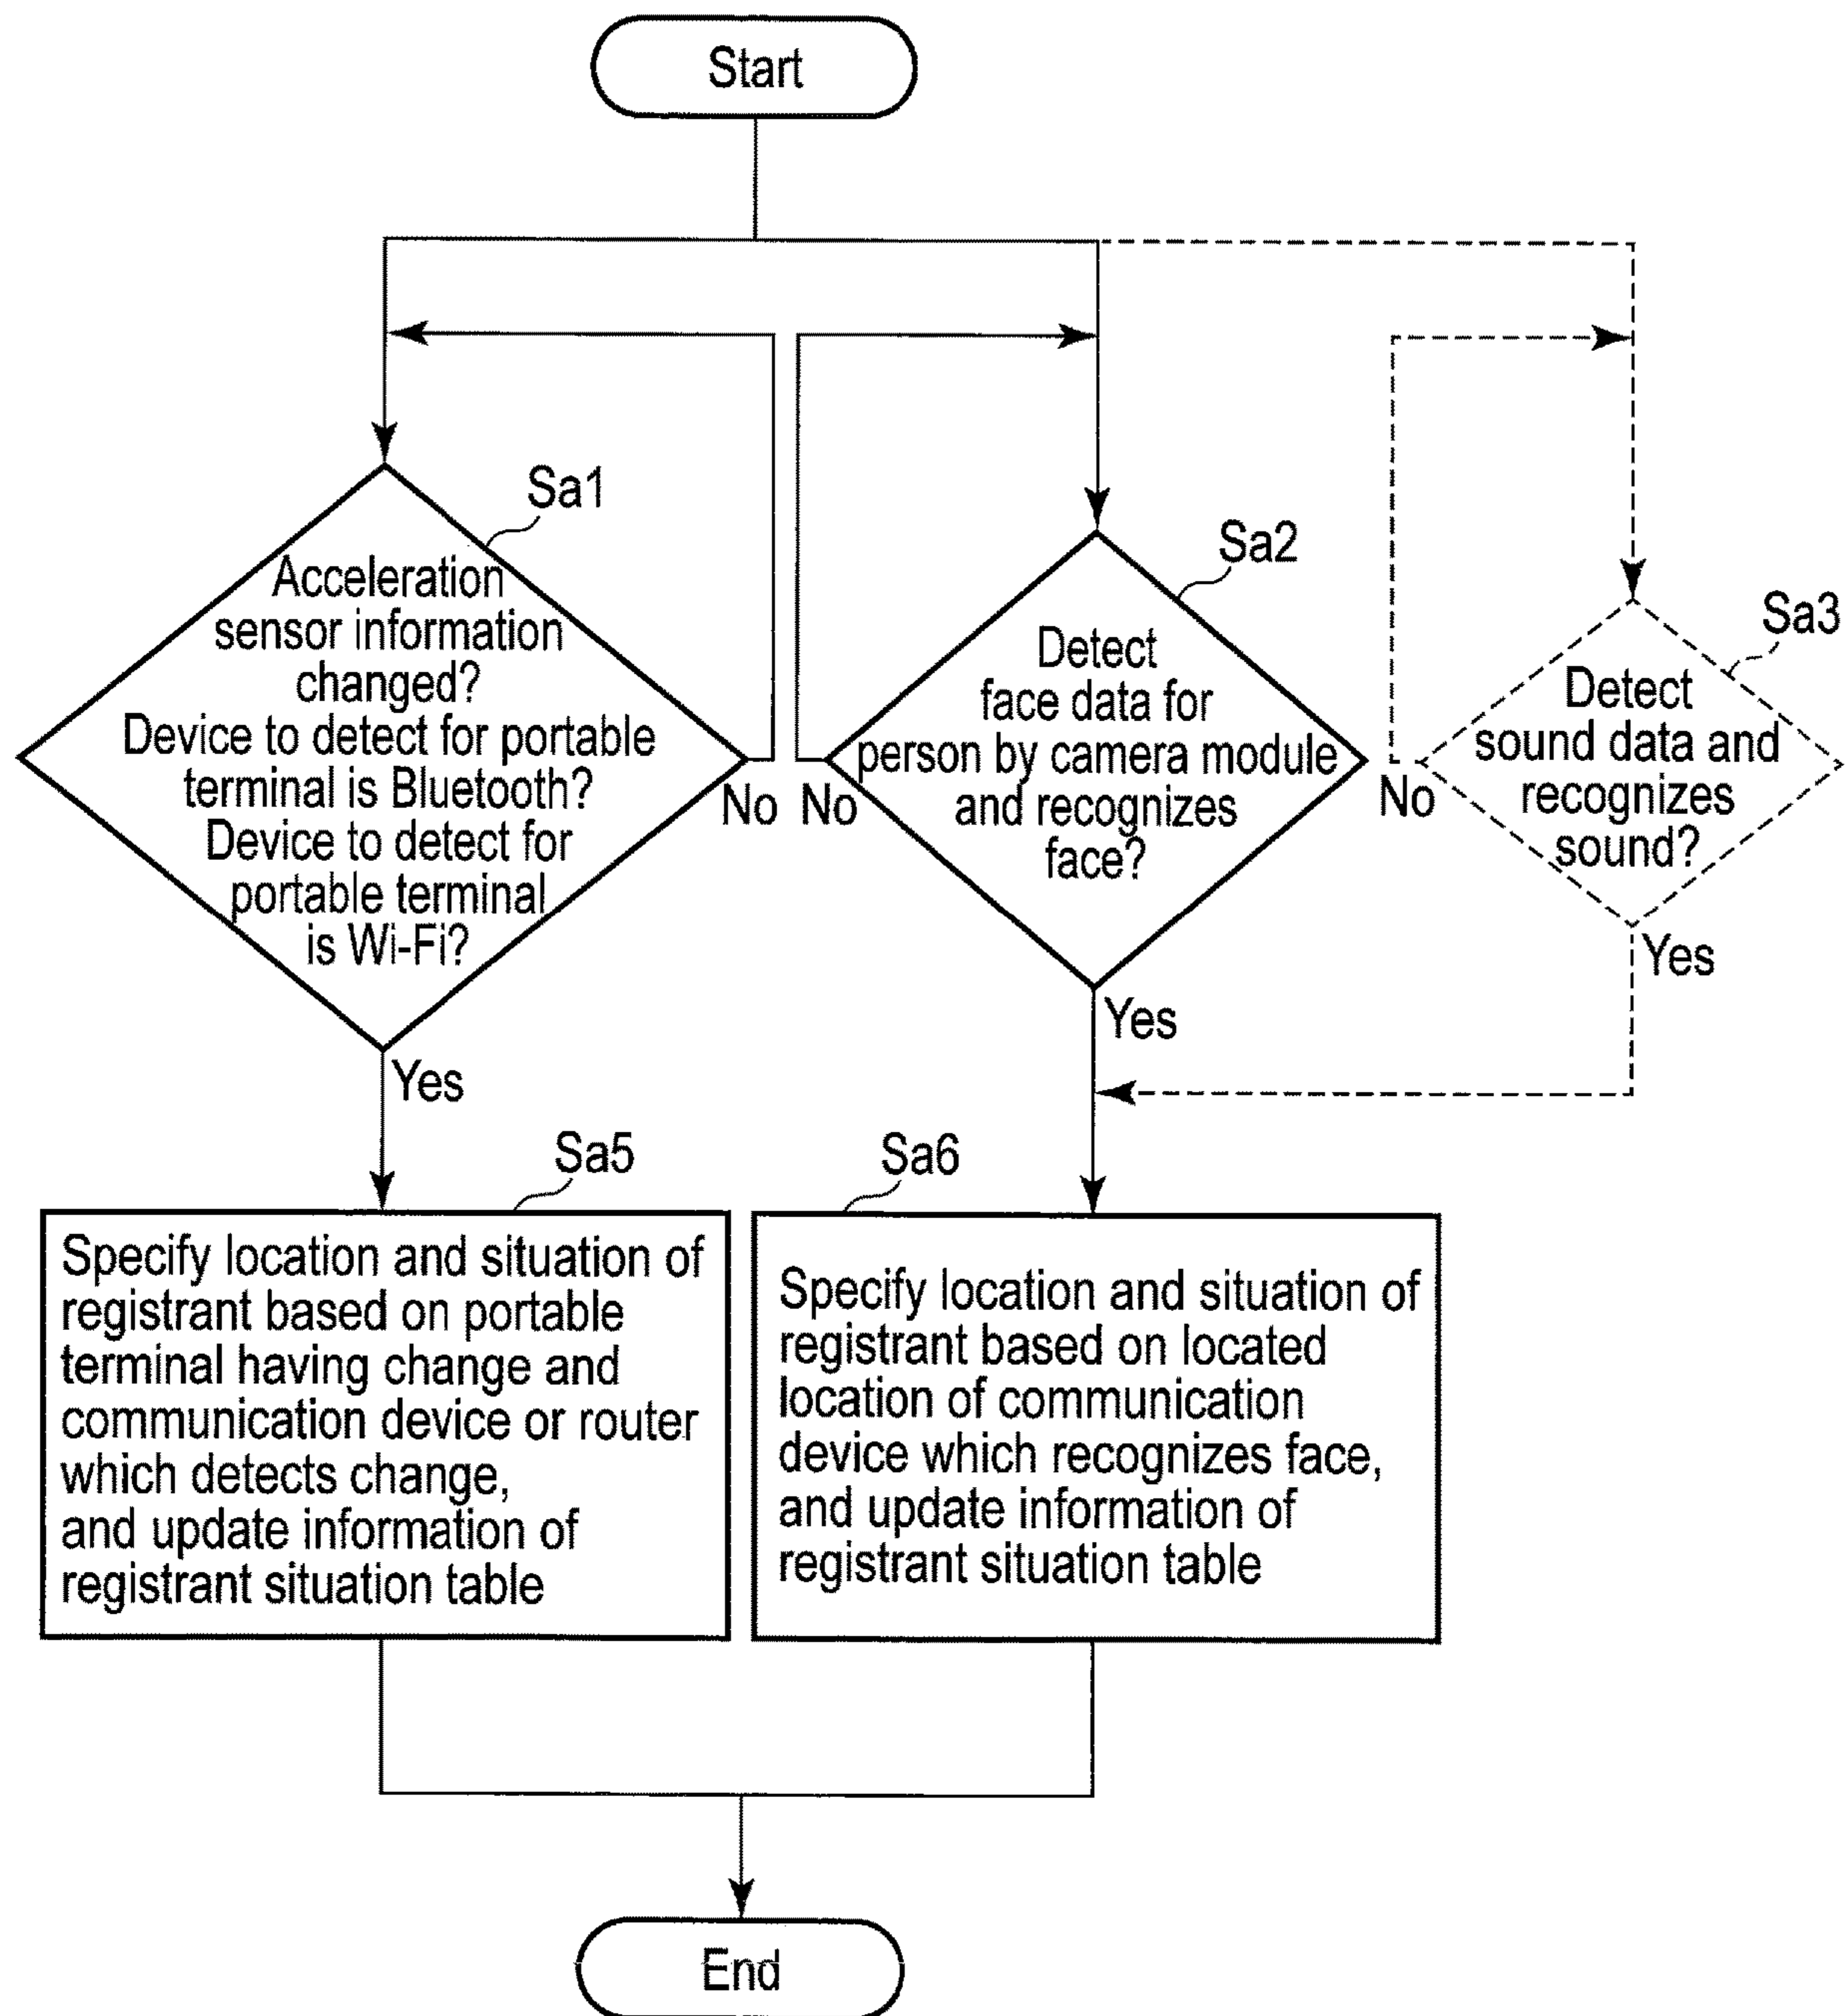 Start
Sa1
Acceleration
sensor information
changed?
Device to detect for portable
terminal is Bluetooth?
Device to detect for
portable terminal
is Wi-Fi?
No
Yes
Sa2
Detect
face data for
person by camera module
and recognizes
face?
No
Yes
Sa3
Detect
sound data and
recognizes
sound?
No
Yes
Sa5
Specify location and situation of
registrant based on portable
terminal having change and
communication device or router
which detects change,
and update information of
registrant situation table
Sa6
Specify location and situation of
registrant based on located
location of communication
device which recognizes face,
and update information of
registrant situation table
End